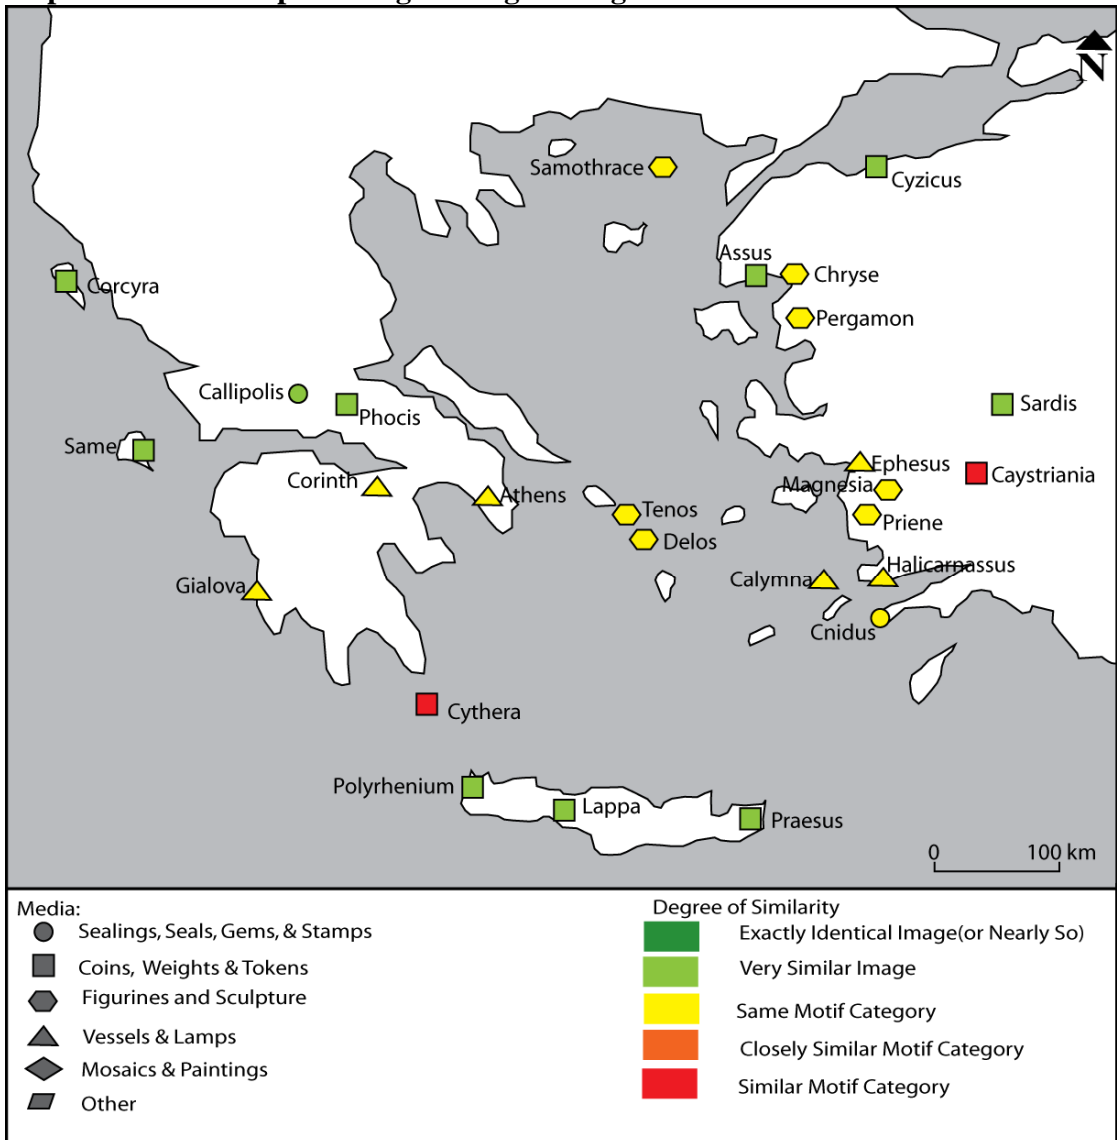 N
Samothrace
Cyzicus
Assus
Chryse
Corcyra
Pergamon
Callipolis
Phocis
Sardis
Same
Ephesus
Corinth
Magnesia
Caystriania
Athens
Tenos
Priene
Delos
Halicarnassus
Gialova
Calymna
Cnidus
Cythera
Polyrhenium
Lappa
Praesus
0 100 km
Media:
Sealings, Seals, Gems, & Stamps
Coins, Weights & Tokens
Figurines and Sculpture
Vessels & Lamps
Mosaics & Paintings
Other
Degree of Similarity
Exactly Identical Image(or Nearly So)
Very Similar Image
Same Motif Category
Closely Similar Motif Category
Similar Motif Category